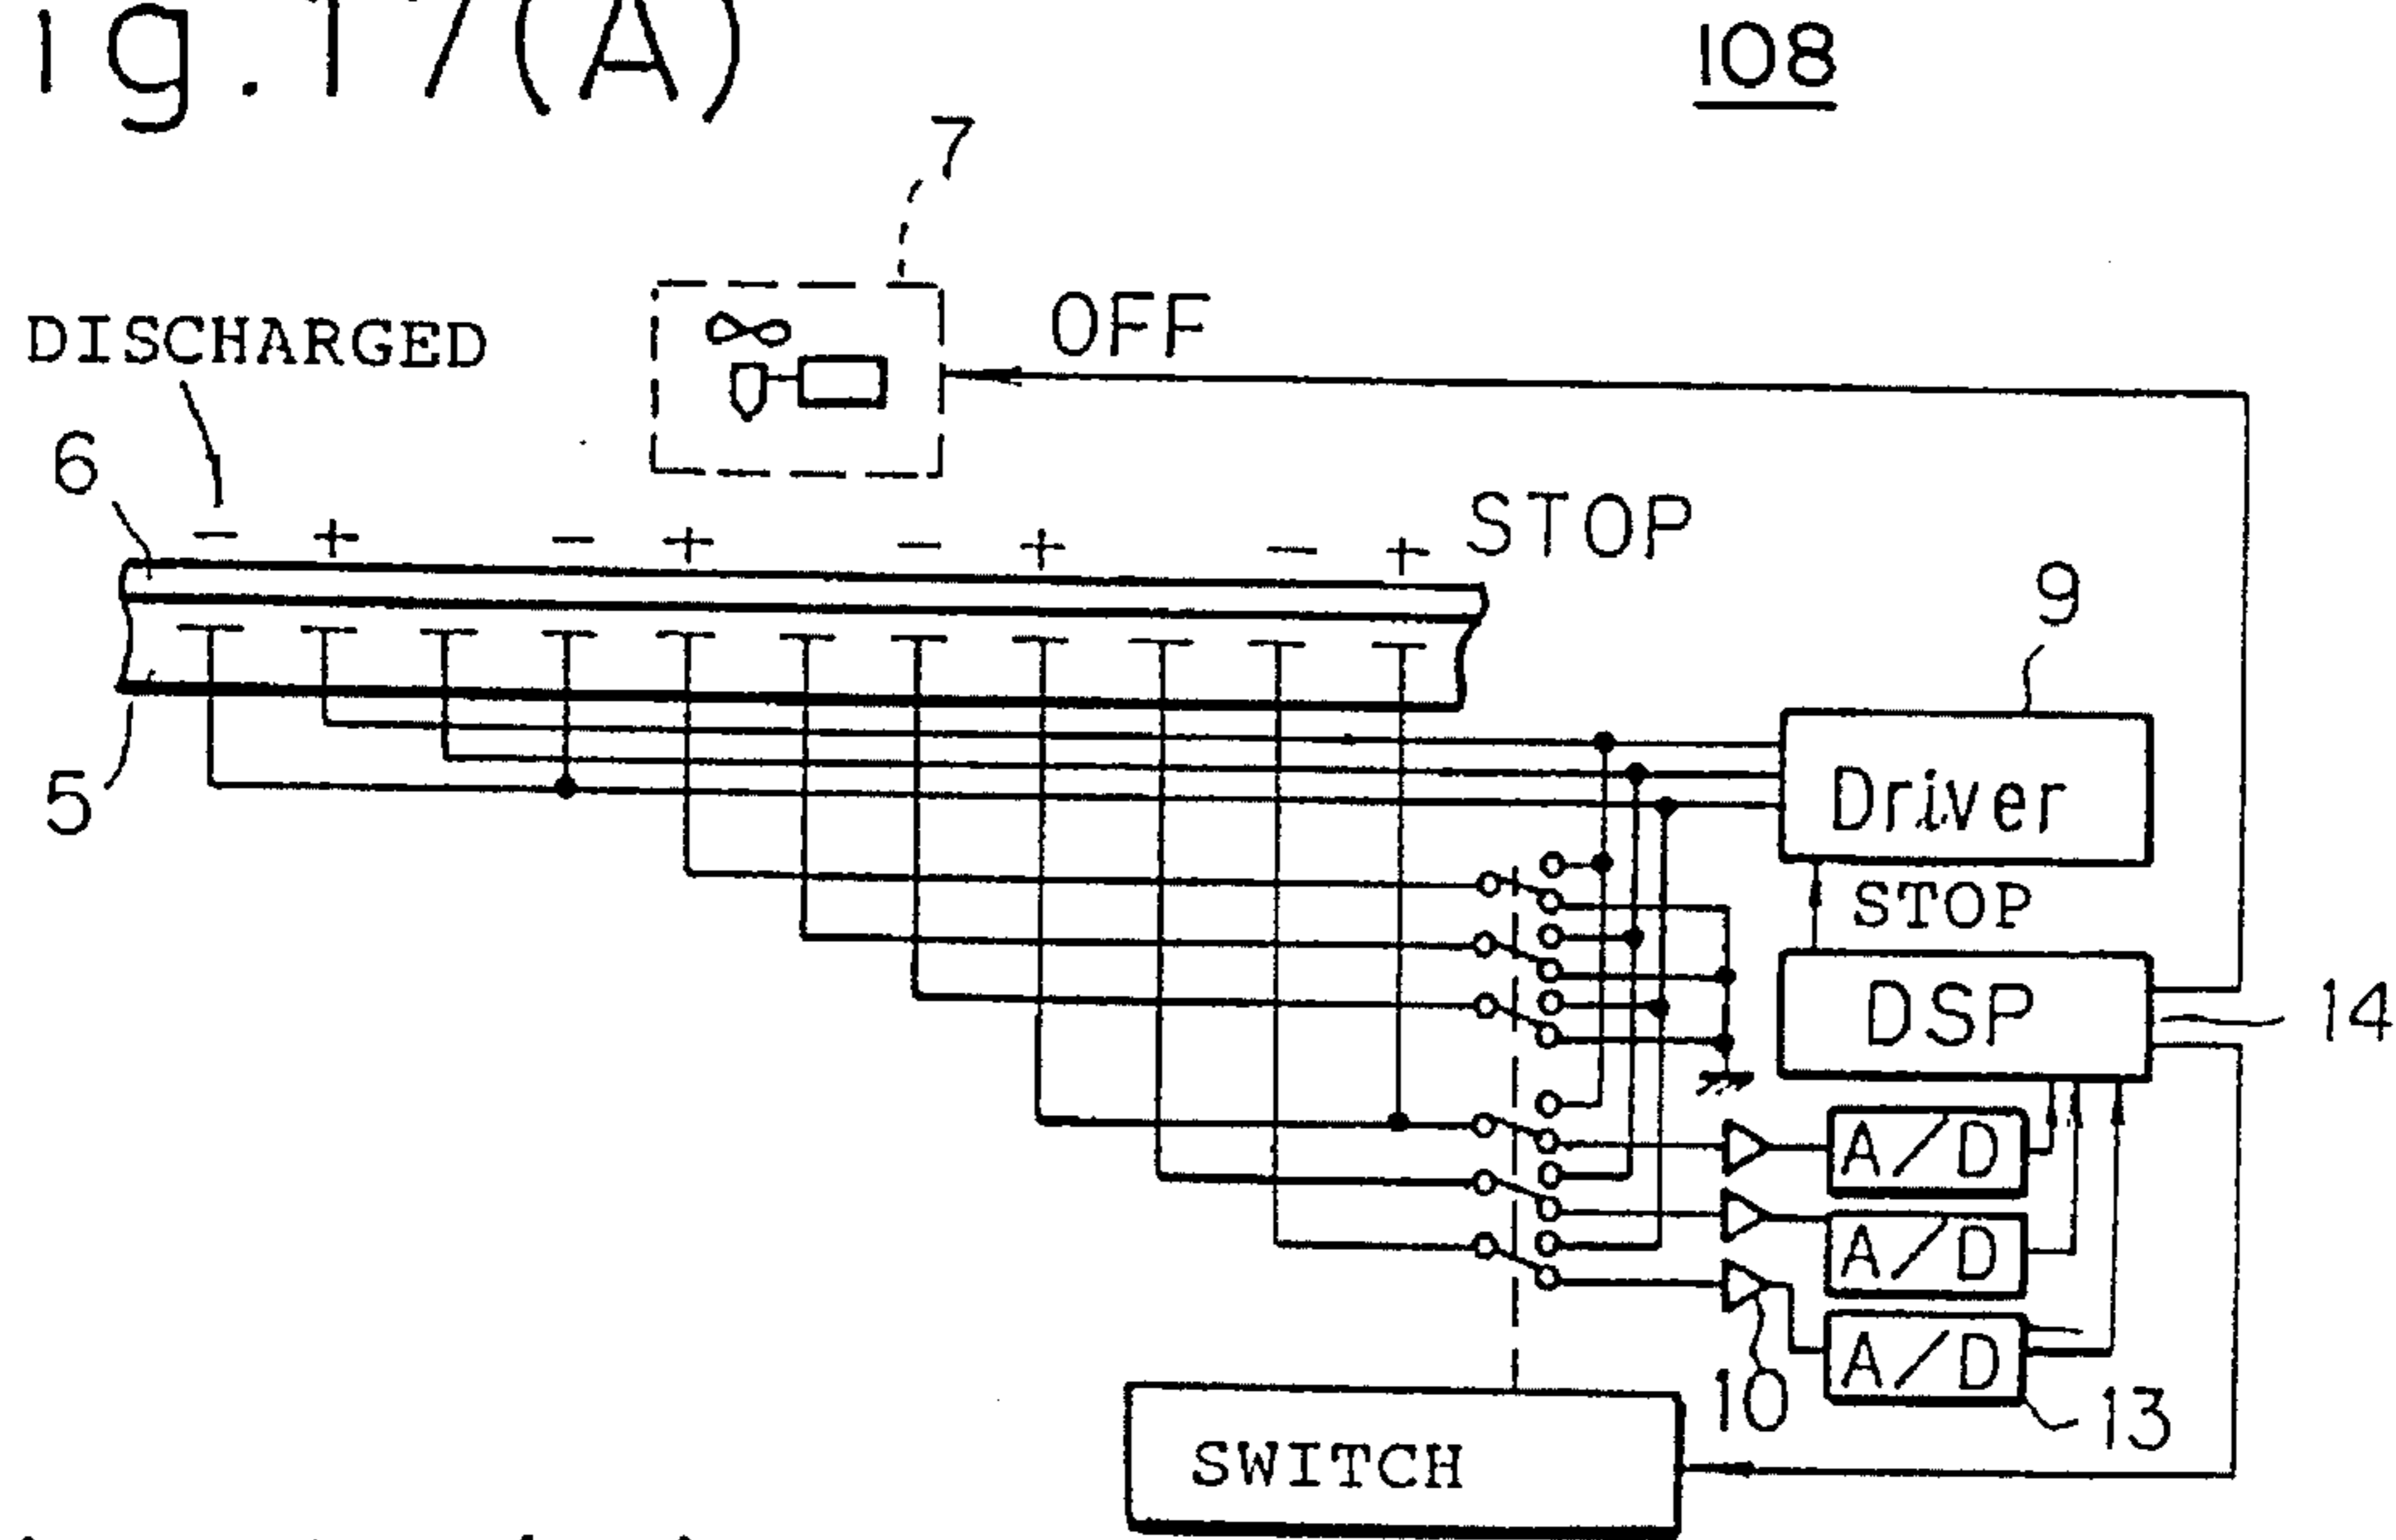 ig.17(A)
108
7
DISCHARGED
OFF
6
- + - + - + - +
STOP
9
5
Driver
STOP
DSP
14
A/D
A/D
10
A/D
13
SWITCH